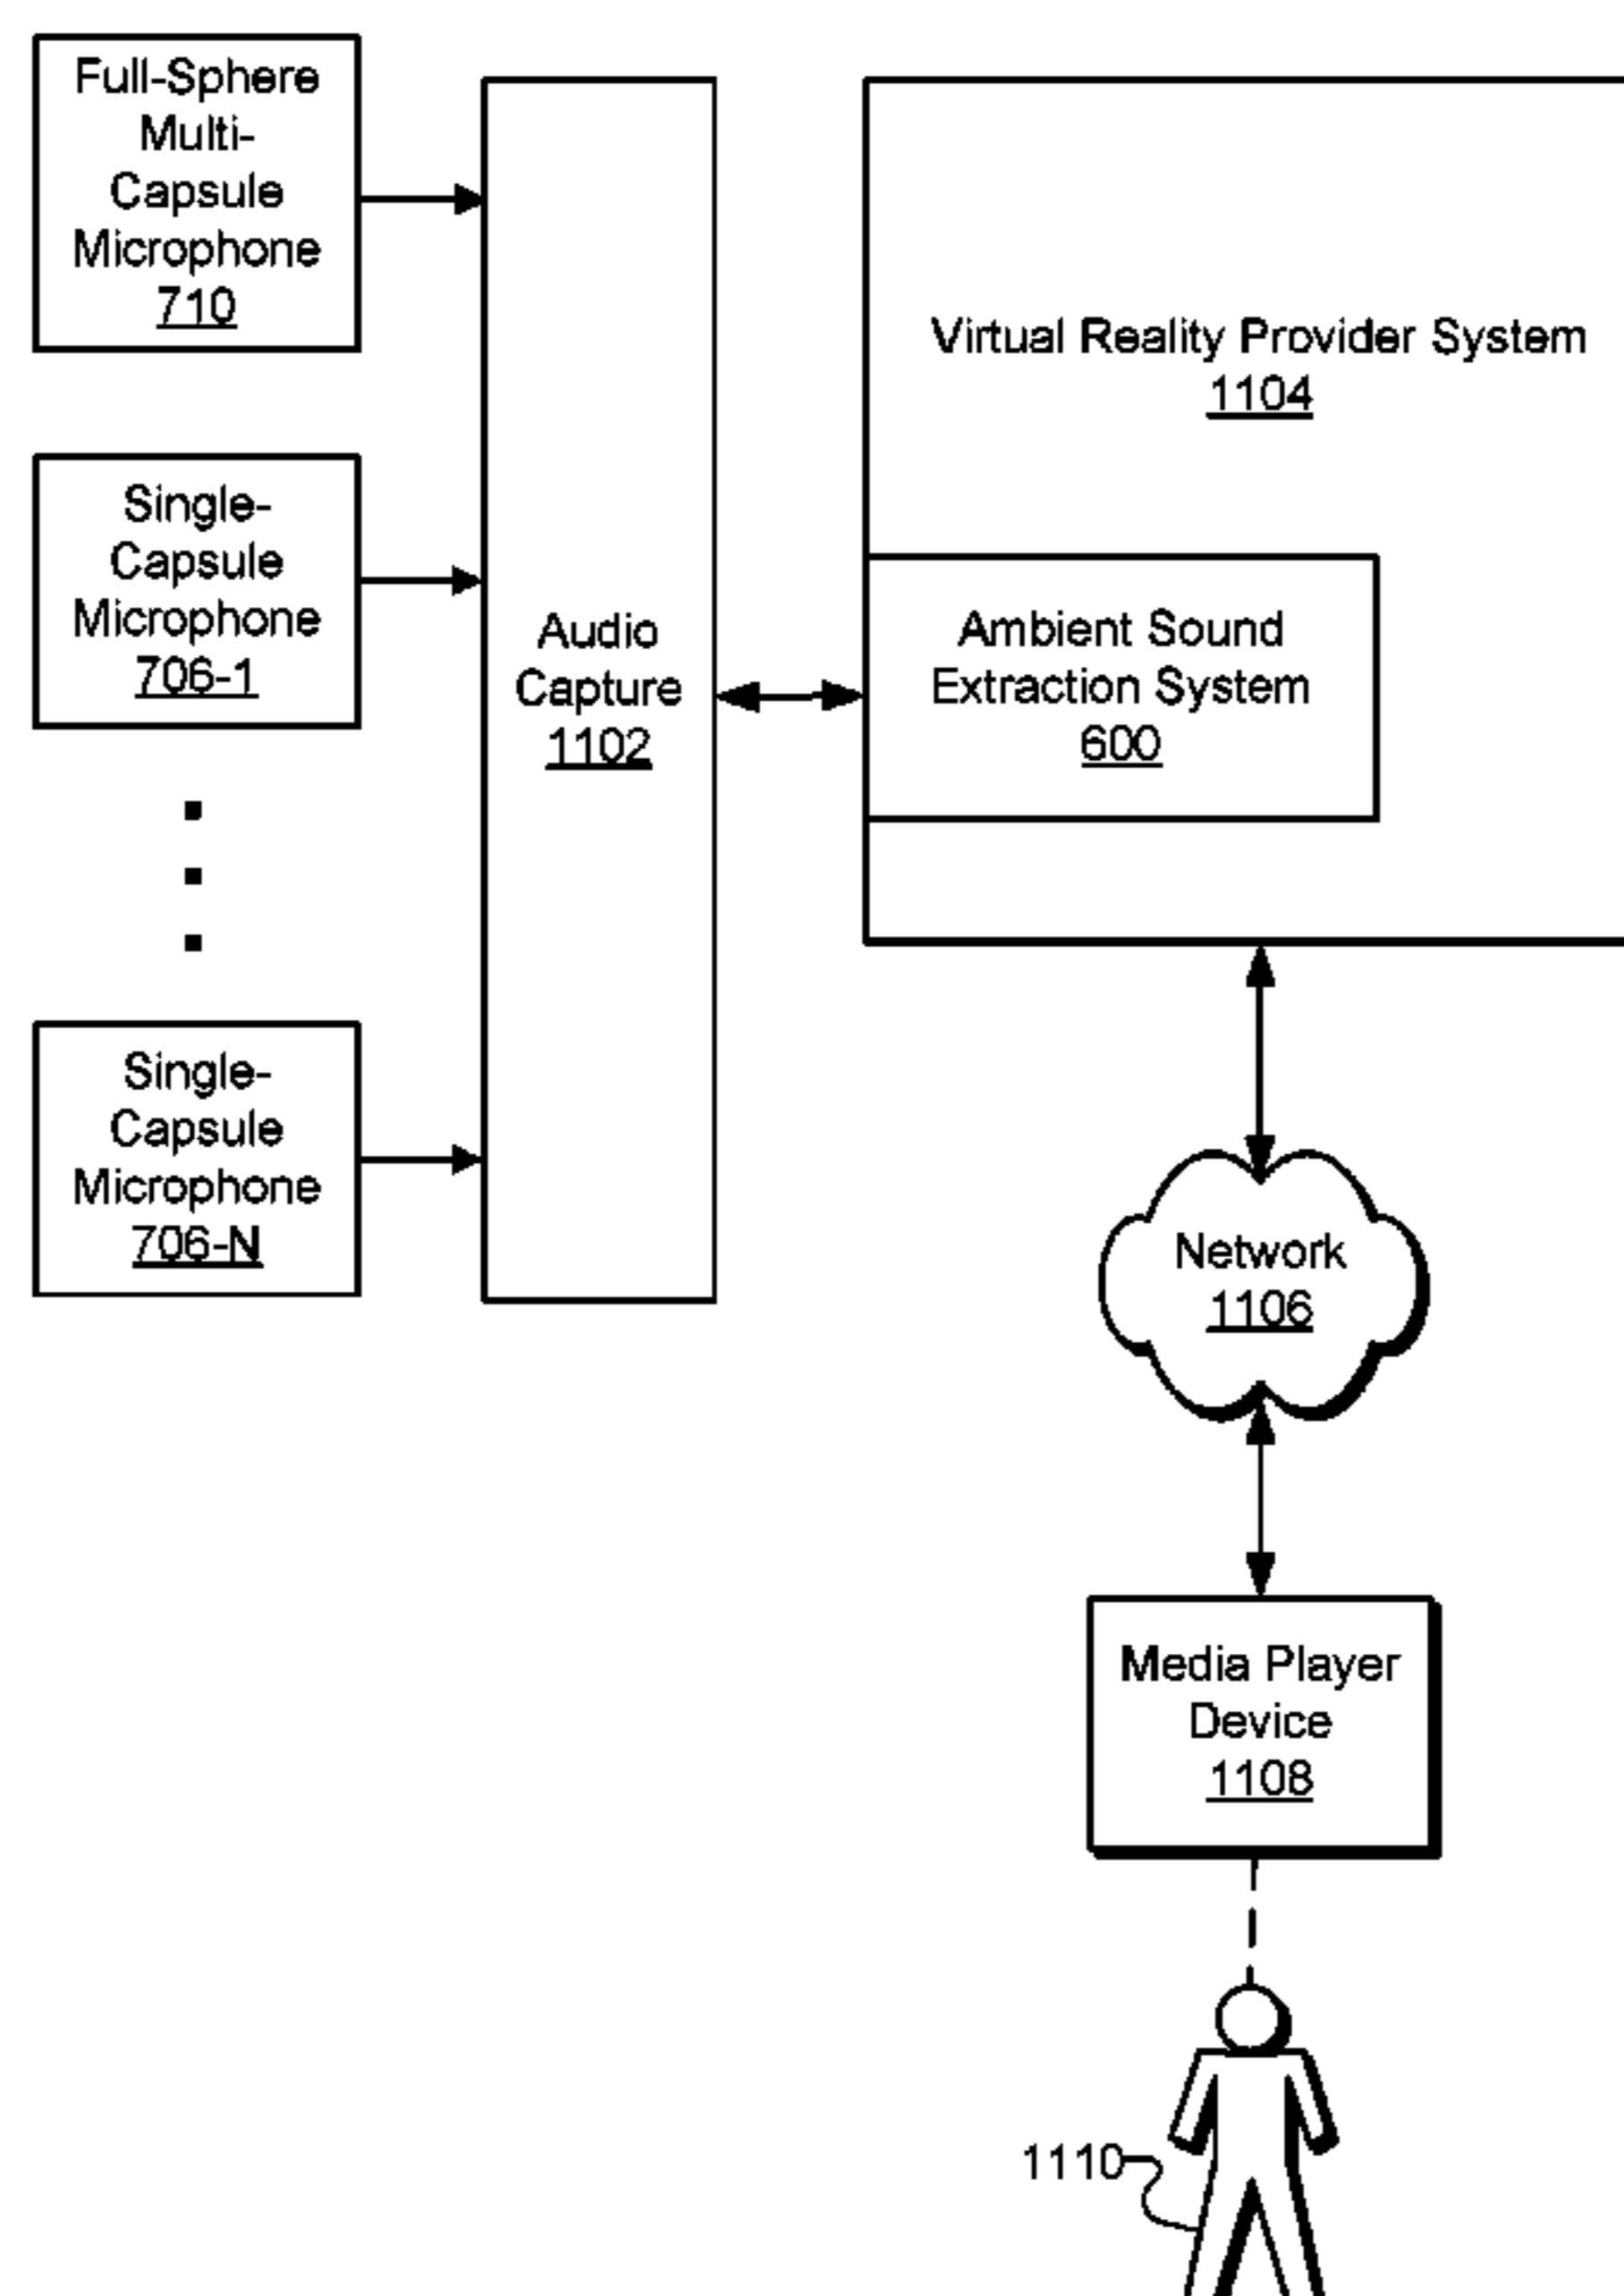 Full-Sphere
Multi-
Capsule
Microphone
710
Single-
Capsule
Microphone
706-1
Single-
Capsule
Microphone
706-N
Audio
Capture
1102
Virtual Reality Provider System
1104
Ambient Sound
Extraction System
600
Network
1106
Media Player
Device
1108
1110